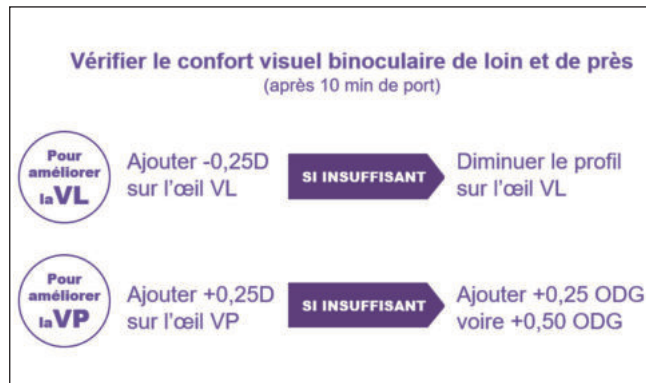 Vérifier le confort visuel binoculaire de loin et de près
(après 10 min de port)
Pour
améliorer
la VL
Ajouter -0,25D
sur l'œil VL
SI INSUFFISANT
Diminuer le profil
sur l'œil VL
Pour
améliorer
la VP
Ajouter +0,25D
sur l'œil VP
SI INSUFFISANT
Ajouter +0,25 ODG
voire +0,50 ODG